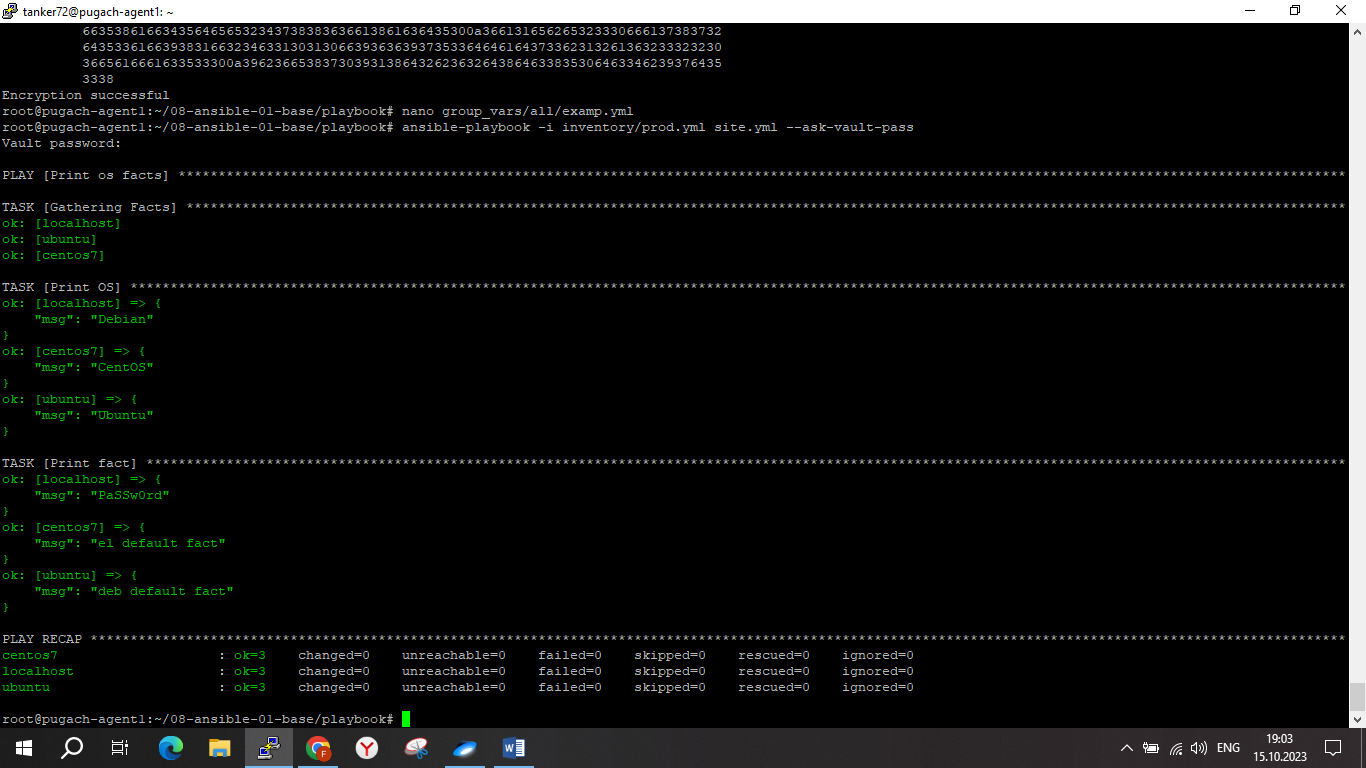 tanker72@pugach-agent1: ~
3338
Encryption successful
root@pugach-agent1:~/08-ansible-01-base/playbook# nano group_vars/all/examp.yml
root@pugach-agent1:~/08-ansible-01-base/playbook# ansible-playbook -i inventory/prod.yml site.yml --ask-vault-pass
Vault password:
PLAY [Print os facts] ***
TASK [Gathering Facts] ***
ok: [localhost]
ok: [ubuntu]
ok: [centos7]
TASK [Print OS] ***
ok: [localhost] => {
"msg": "Debian"
}
ok: [centos7] => {
"msg": "CentOS"
}
ok: [ubuntu] => {
"msg": "Ubuntu"
}
TASK [Print fact] ***
ok: [localhost] => {
"msg": "PaSSw0rd"
}
ok: [centos7] => {
"msg": "el default fact"
}
ok: [ubuntu] => {
"msg": "deb default fact"
}
PLAY RECAP ***
centos7 : ok=3 changed=0 unreachable=0 failed=0 skipped=0 rescued=0 ignored=0
localhost : ok=3 changed=0 unreachable=0 failed=0 skipped=0 rescued=0 ignored=0
ubuntu : ok=3 changed=0 unreachable=0 failed=0 skipped=0 rescued=0 ignored=0
root@pugach-agent1:~/08-ansible-01-base/playbook#
ENG
19:03
15.10.2023